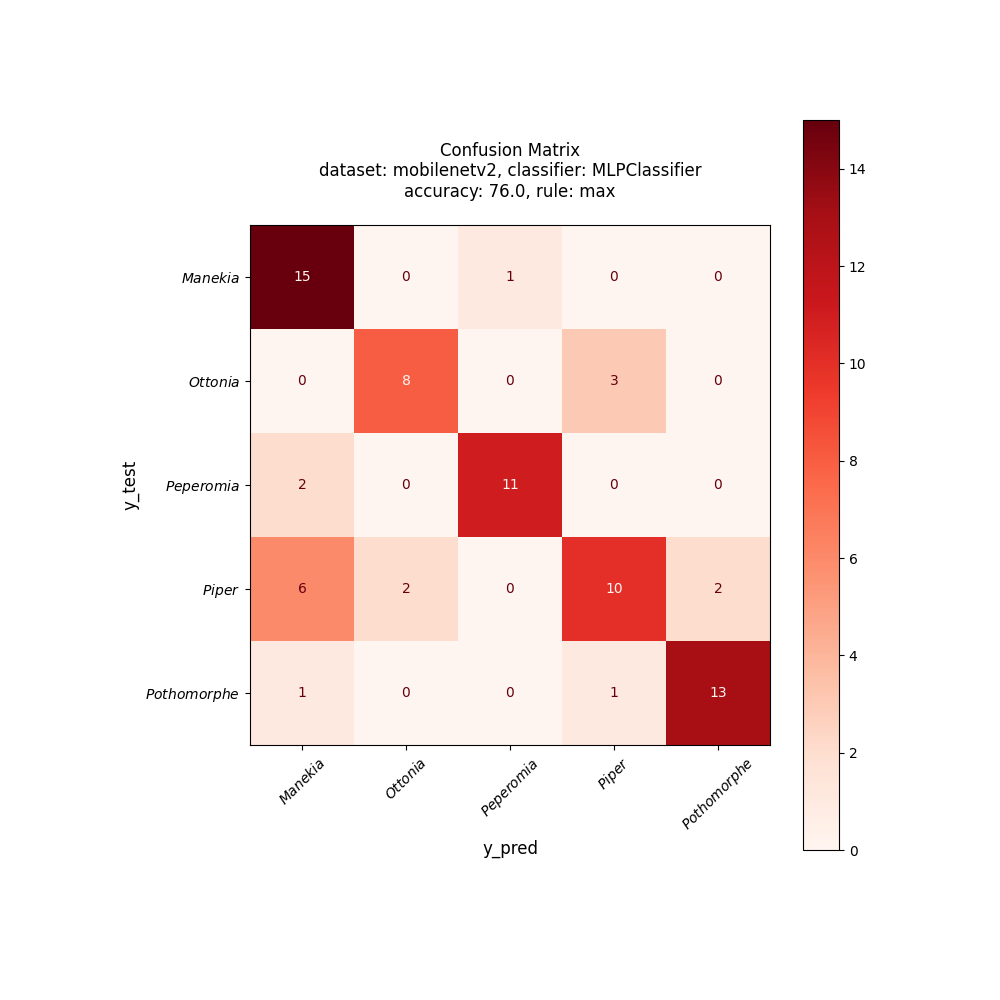 Confusion Matrix
dataset: mobilenetv2, classifier: MLPClassifier
accuracy: 76.0, rule: max
y_test
Manekia 15 0 1 0 0
Ottonia 0 8 0 3 0
Peperomia 2 0 11 0 0
Piper 6 2 0 10 2
Pothomorphe 1 0 0 1 13
Manekia Ottonia Peperomia Piper Pothomorphe
y_pred
14
12
10
8
6
4
2
0